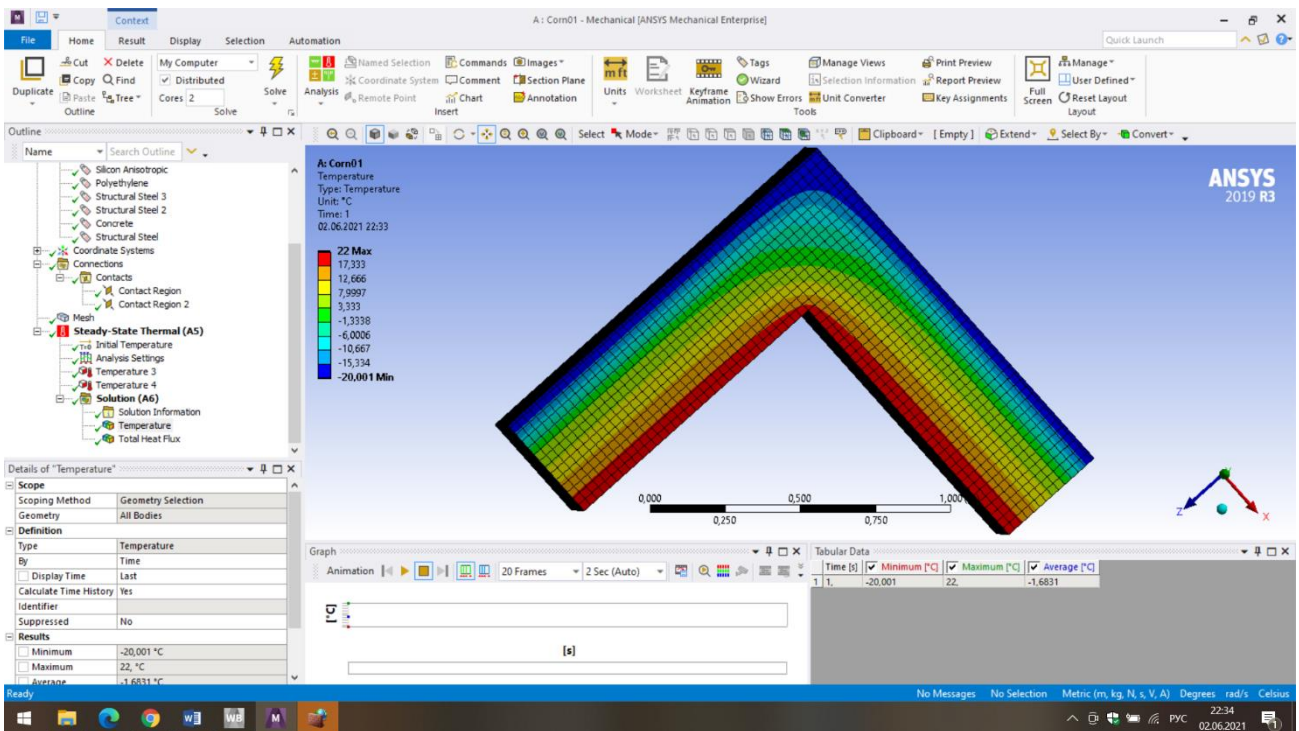 A : Corn01 - Mechanical [ANSYS Mechanical Enterprise]
Context
File Home Result Display Selection Automation
Quick Launch
Duplicate
Cut
Copy
Paste
Delete
Find
Tree
Outline
My Computer
Distributed
Cores 2
Solve
Solve
Analysis
Named Selection
Coordinate System
Remote Point
Commands
Comment
Chart
Images
Section Plane
Annotation
Insert
Units
Worksheet
Keyframe
Animation
Tags
Wizard
Show Errors
Manage Views
Selection Information
Unit Converter
Print Preview
Report Preview
Key Assignments
Tools
Full
Screen
Manage
User Defined
Reset Layout
Layout
Outline
Name Search Outline
Select Mode Clipboard [ Empty ] Extend Select By Convert
Silicon Anisotropic
Polyethylene
Structural Steel 3
Structural Steel 2
Concrete
Structural Steel
Coordinate Systems
Connections
Contacts
Contact Region
Contact Region 2
Mesh
Steady-State Thermal (A5)
Initial Temperature
Analysis Settings
Temperature 3
Temperature 4
Solution (A6)
Solution Information
Temperature
Total Heat Flux
A: Corn01
Temperature
Type: Temperature
Unit: °C
Time: 1
02.06.2021 22:33
22 Max
17,333
12,666
7,9997
3,333
-1,3338
-6,0006
-10,667
-15,334
-20,001 Min
ANSYS
2019 R3
0,000 0,500 1,000
0,250 0,750
Z X
Details of "Temperature"
Scope
Scoping Method Geometry Selection
Geometry All Bodies
Definition
Type Temperature
By Time
Display Time Last
Calculate Time History Yes
Identifier
Suppressed No
Results
Minimum -20,001 °C
Maximum 22, °C
Average -1,6831 °C
Graph
Animation 20 Frames 2 Sec (Auto)
[°C]
[s]
Tabular Data
Time [s] Minimum [°C] Maximum [°C] Average [°C]
1 1, -20,001 22, -1,6831
Ready No Messages No Selection Metric (m, kg, N, s, V, A) Degrees rad/s Celsius
WB M
РУС
22:34
02.06.2021